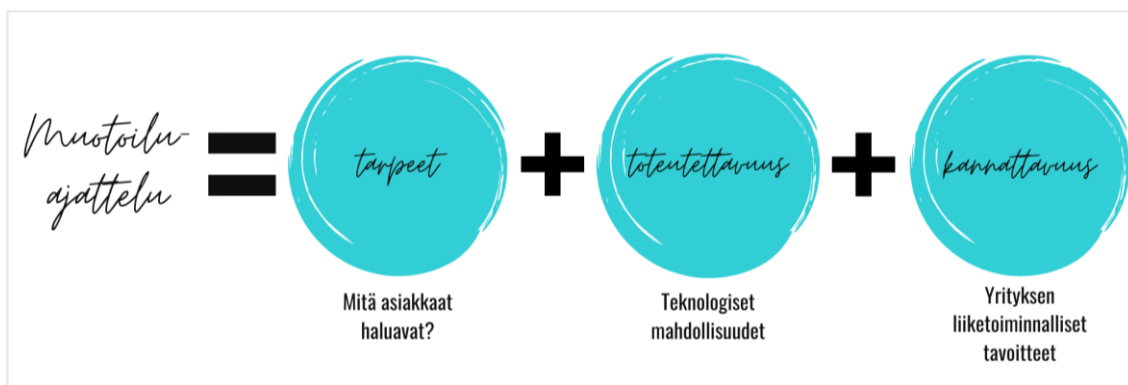 Muotoilu-
ajattelu
=
tarpeet
+
toteutettavuus
+
kannattavuus
Mitä asiakkaat
haluavat?
Teknologiset
mahdollisuudet
Yrityksen
liiketoiminnalliset
tavoitteet